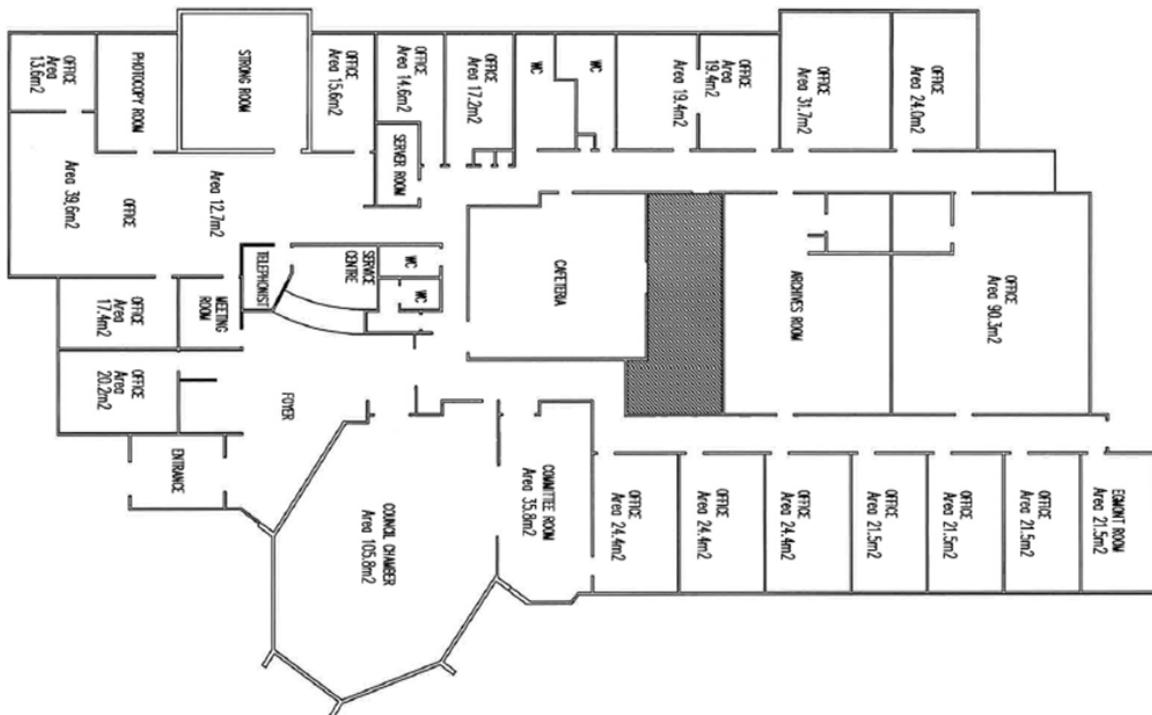 OFFICE
Area
13.6m2
PHOTOCOPY ROOM
STRONG ROOM
OFFICE
Area
15.6m2
OFFICE
Area 14.6m2
OFFICE
Area 17.2m2
WC
WC
Area 19.4m2
OFFICE
Area
19.4m2
OFFICE
Area 31.7m2
OFFICE
Area 24.0m2
SERVER ROOM
Area 39.6m2
OFFICE
Area 12.7m2
TELEPHONIST
SERVICE
CENTRE
WC
WC
CAFETERIA
ARCHIVES ROOM
OFFICE
Area 90.3m2
OFFICE
Area
17.4m2
MEETING
ROOM
OFFICE
Area
20.2m2
FOYER
ENTRANCE
COUNCIL CHAMBER
Area 105.8m2
COMMITTEE ROOM
Area 35.8m2
OFFICE
Area 24.4m2
OFFICE
Area 24.4m2
OFFICE
Area 24.4m2
OFFICE
Area 21.5m2
OFFICE
Area 21.5m2
OFFICE
Area 21.5m2
EGMONT ROOM
Area 21.5m2